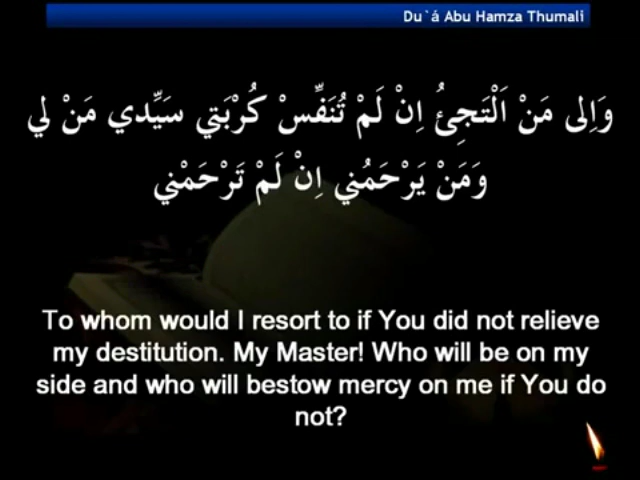 Du`á Abu Hamza Thumali
وَاِلى مَنْ اَلْتَجِئُ اِنْ لَمْ تُنَفِّسْ كُرْبَتي سَيِّدي مَنْ لي
وَمَنْ يَرْحَمُني اِنْ لَمْ تَرْحَمْني
To whom would I resort to if You did not relieve
my destitution. My Master! Who will be on my
side and who will bestow mercy on me if You do
not?